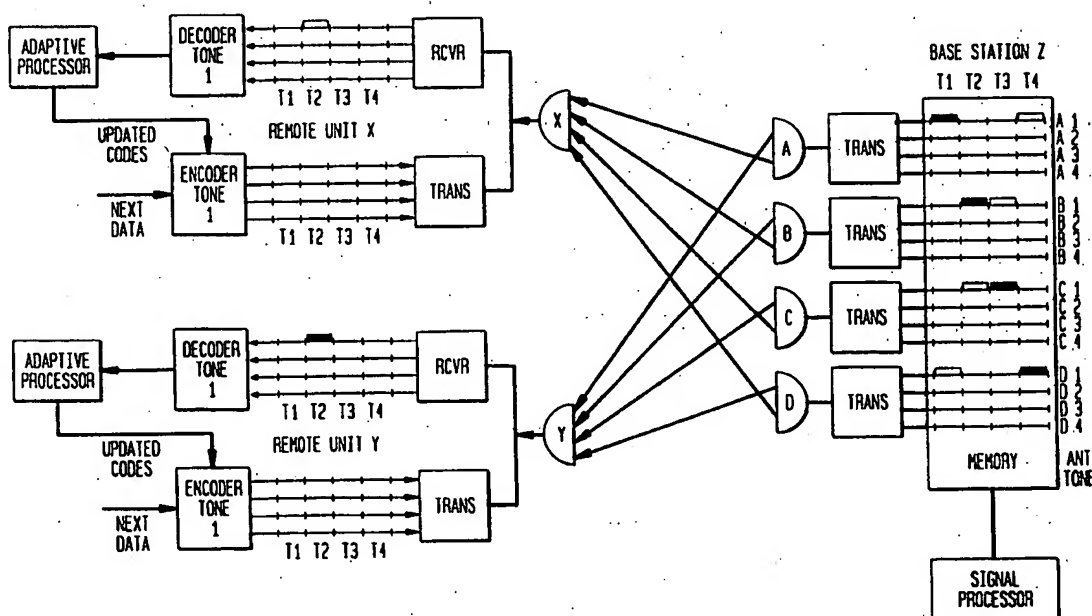 BASE STATION Z
T1 T2 T3 T4
ADAPTIVE
PROCESSOR
DECODER
TONE
1
T1 T2 T3 T4
RCVR
REMOTE UNIT X
UPDATED
CODES
NEXT
DATA
ENCODER
TONE
1
T1 T2 T3 T4
TRANS
X
A
TRANS
A 1
A 2
A 3
A 4
B
TRANS
B 1
B 2
B 3
B 4
C
TRANS
C 1
C 2
C 3
C 4
D
TRANS
D 1
D 2
D 3
D 4
MEMORY
ANT
TONE
SIGNAL
PROCESSOR
ADAPTIVE
PROCESSOR
DECODER
TONE
1
T1 T2 T3 T4
RCVR
REMOTE UNIT Y
UPDATED
CODES
NEXT
DATA
ENCODER
TONE
1
T1 T2 T3 T4
TRANS
Y